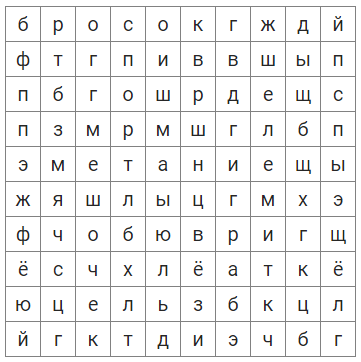 б р о с о к г ж д й
ф т г п и в в ш ы п
п б г о ш р д е щ с
п з м р м ш г л б п
э м е т а н и е щ ы
ж я ш л ы ц г м х э
ф ч о б ю в р и г щ
ё с ч х л ё а т к ё
ю ц е л ь з б к ц л
й г к т д и э ч б г